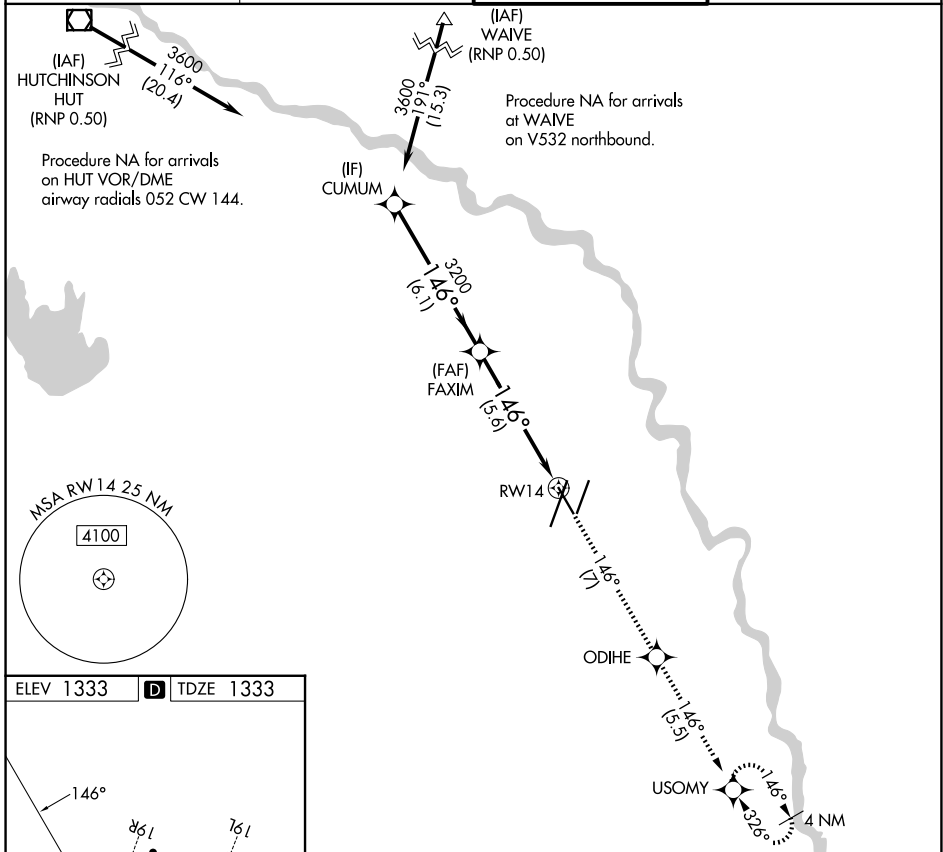 (IAF)
HUTCHINSON
HUT
(RNP 0.50)
3600
116°
(20.4)
(IAF)
WAIVE
(RNP 0.50)
3600
191°
(15.3)
Procedure NA for arrivals
at WAIVE
on V532 northbound.
Procedure NA for arrivals
on HUT VOR/DME
airway radials 052 CW 144.
(IF)
CUMUM
3200
146°
(6.1)
(FAF)
FAXIM
146°
(5.6)
RW14
MSA RW14 25 NM
4100
146°
(7)
ODIHE
146°
(5.5)
USOMY
146°
326°
4 NM
ELEV 1333 D TDZE 1333
146°
19R
19L